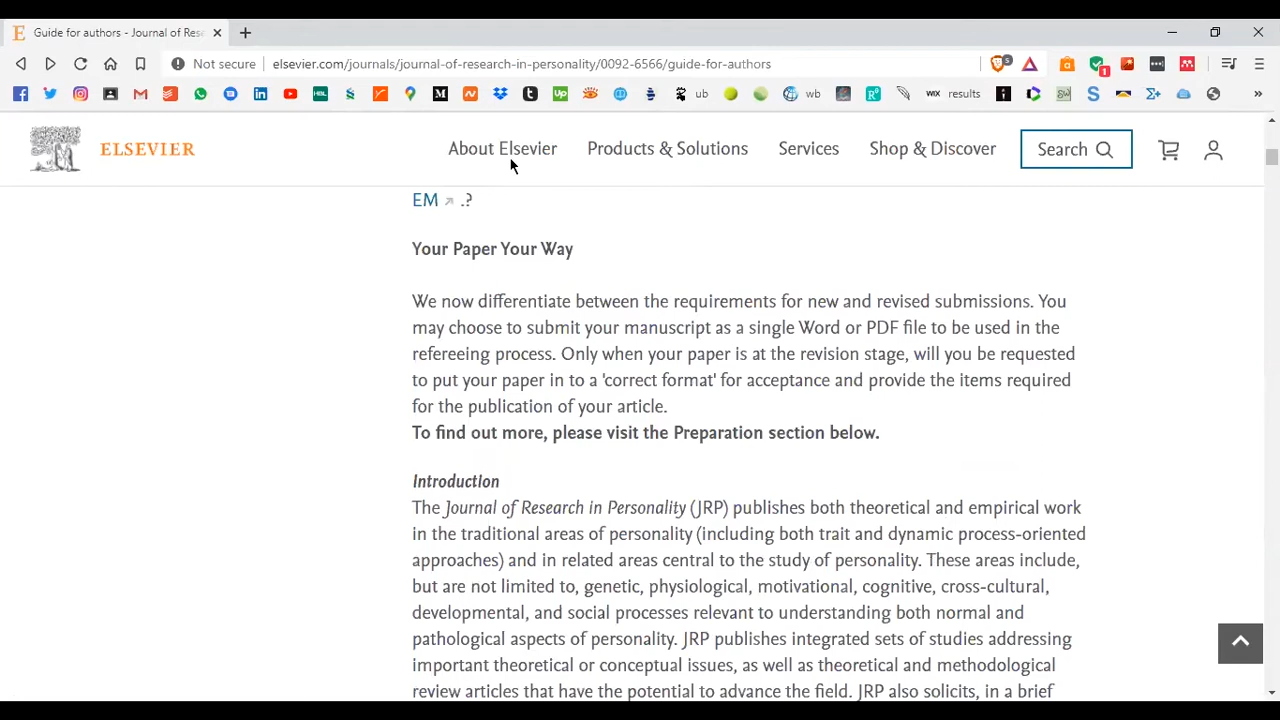 Guide for authors - Journal of Rese
Not secure
elsevier.com/journals/journal-of-research-in-personality/0092-6566/guide-for-authors
ub
wb
WIX results
ELSEVIER
About Elsevier
Products & Solutions
Services
Shop & Discover
Search
EM .?
Your Paper Your Way
We now differentiate between the requirements for new and revised submissions. You
may choose to submit your manuscript as a single Word or PDF file to be used in the
refereeing process. Only when your paper is at the revision stage, will you be requested
to put your paper in to a 'correct format' for acceptance and provide the items required
for the publication of your article.
To find out more, please visit the Preparation section below.
Introduction
The Journal of Research in Personality (JRP) publishes both theoretical and empirical work
in the traditional areas of personality (including both trait and dynamic process-oriented
approaches) and in related areas central to the study of personality. These areas include,
but are not limited to, genetic, physiological, motivational, cognitive, cross-cultural,
developmental, and social processes relevant to understanding both normal and
pathological aspects of personality. JRP publishes integrated sets of studies addressing
important theoretical or conceptual issues, as well as theoretical and methodological
review articles that have the potential to advance the field. JRP also solicits, in a brief